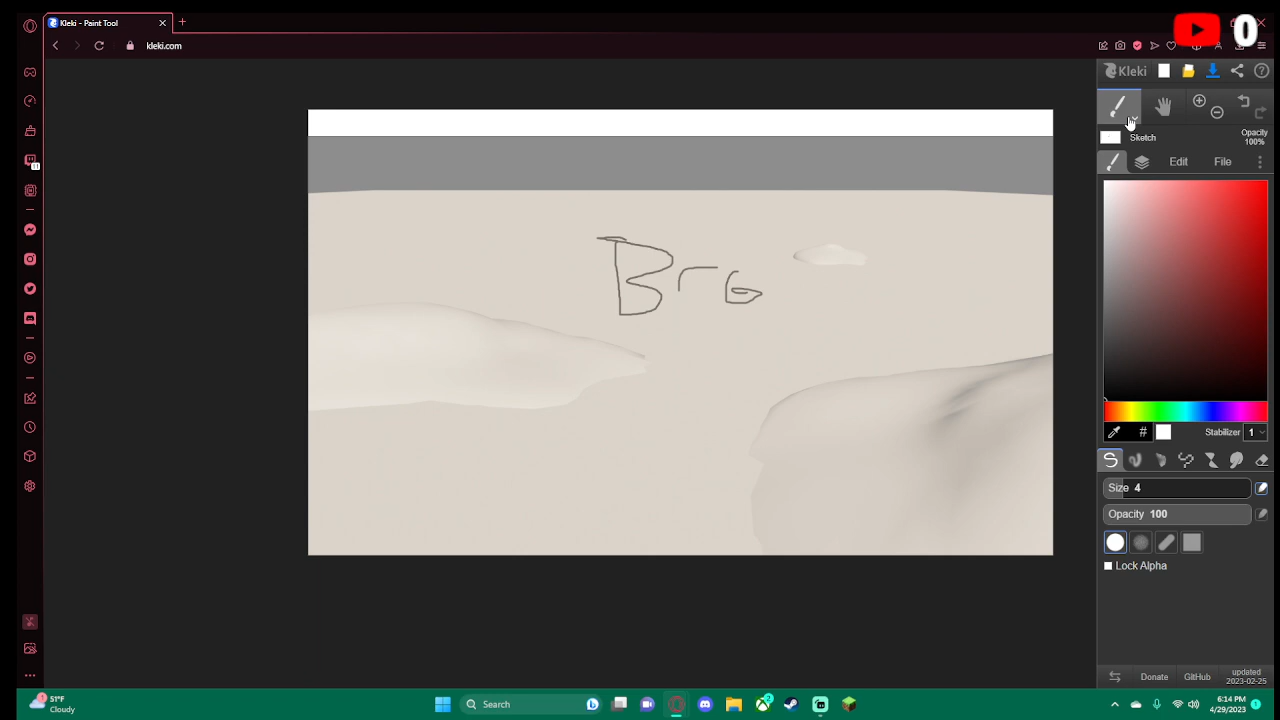 Kleki - Paint Tool
0
kleki.com
Kleki
Sketch
Opacity
100%
Edit
File
Bro
Stabilizer 1
Size 4
Opacity 100
Lock Alpha
Donate
GitHub
updated
2023-02-25
51°F
Cloudy
Search
6:14 PM
4/29/2023